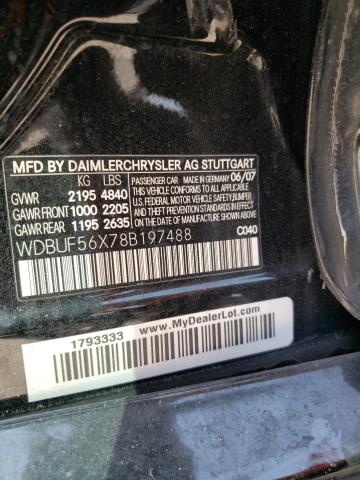 MFD BY DAIMLERCHRYSLER AG STUTTGART
KG LBS
GVWR 2195 4840
GAWR FRONT 1000 2205
GAWR REAR 1195 2635
PASSENGER CAR MADE IN GERMANY 06/07
THIS VEHICLE CONFORMS TO ALL APPLICABLE
U.S. FEDERAL MOTOR VEHICLE SAFETY, BUMPER,
AND THEFT PREVENTION STANDARDS IN EFFECT
ON THE DATE OF MANUFACTURE SHOWN ABOVE.
WDBUF56X78B197488
C040
1793333
www.MyDealerLot.com